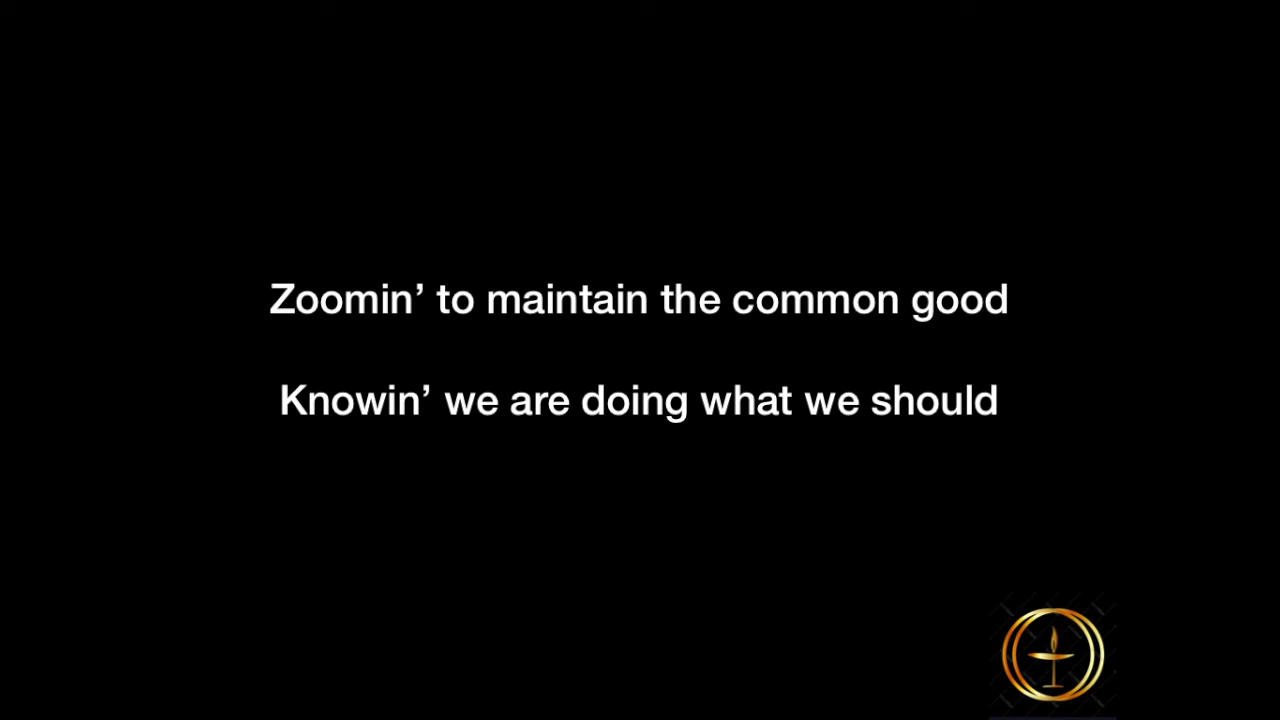 Zoomin’ to maintain the common good
Knowin’ we are doing what we should